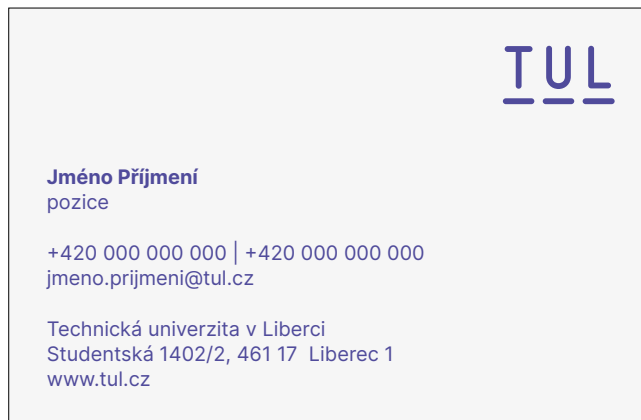 TUL
Jméno Příjmení
pozice
+420 000 000 000 | +420 000 000 000
jmeno.prijmeni@tul.cz
Technická univerzita v Liberci
Studentská 1402/2, 461 17  Liberec 1
www.tul.cz